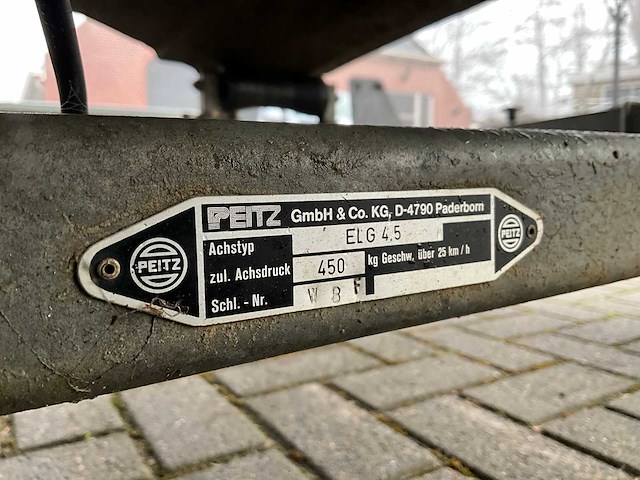 PEITZ GmbH & Co. KG, D-4790 Paderborn
PEITZ
Achstyp ELG 4.5
zul. Achsdruck 450 kg Geschw. über 25 km / h
Schl. - Nr. W 8 F
PEITZ